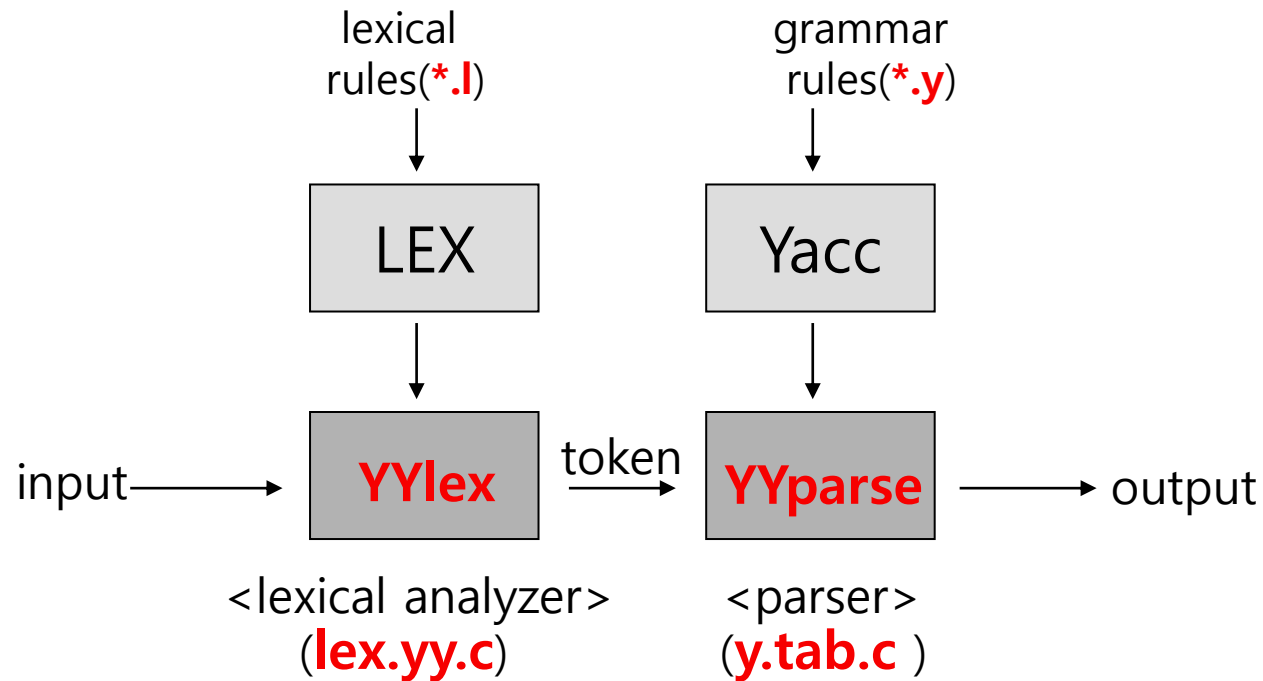 lexical
rules(*.l)
grammar
rules(*.y)
LEX
Yacc
input
YYlex
token
YYparse
output
<lexical analyzer>
(lex.yy.c)
<parser>
(y.tab.c )